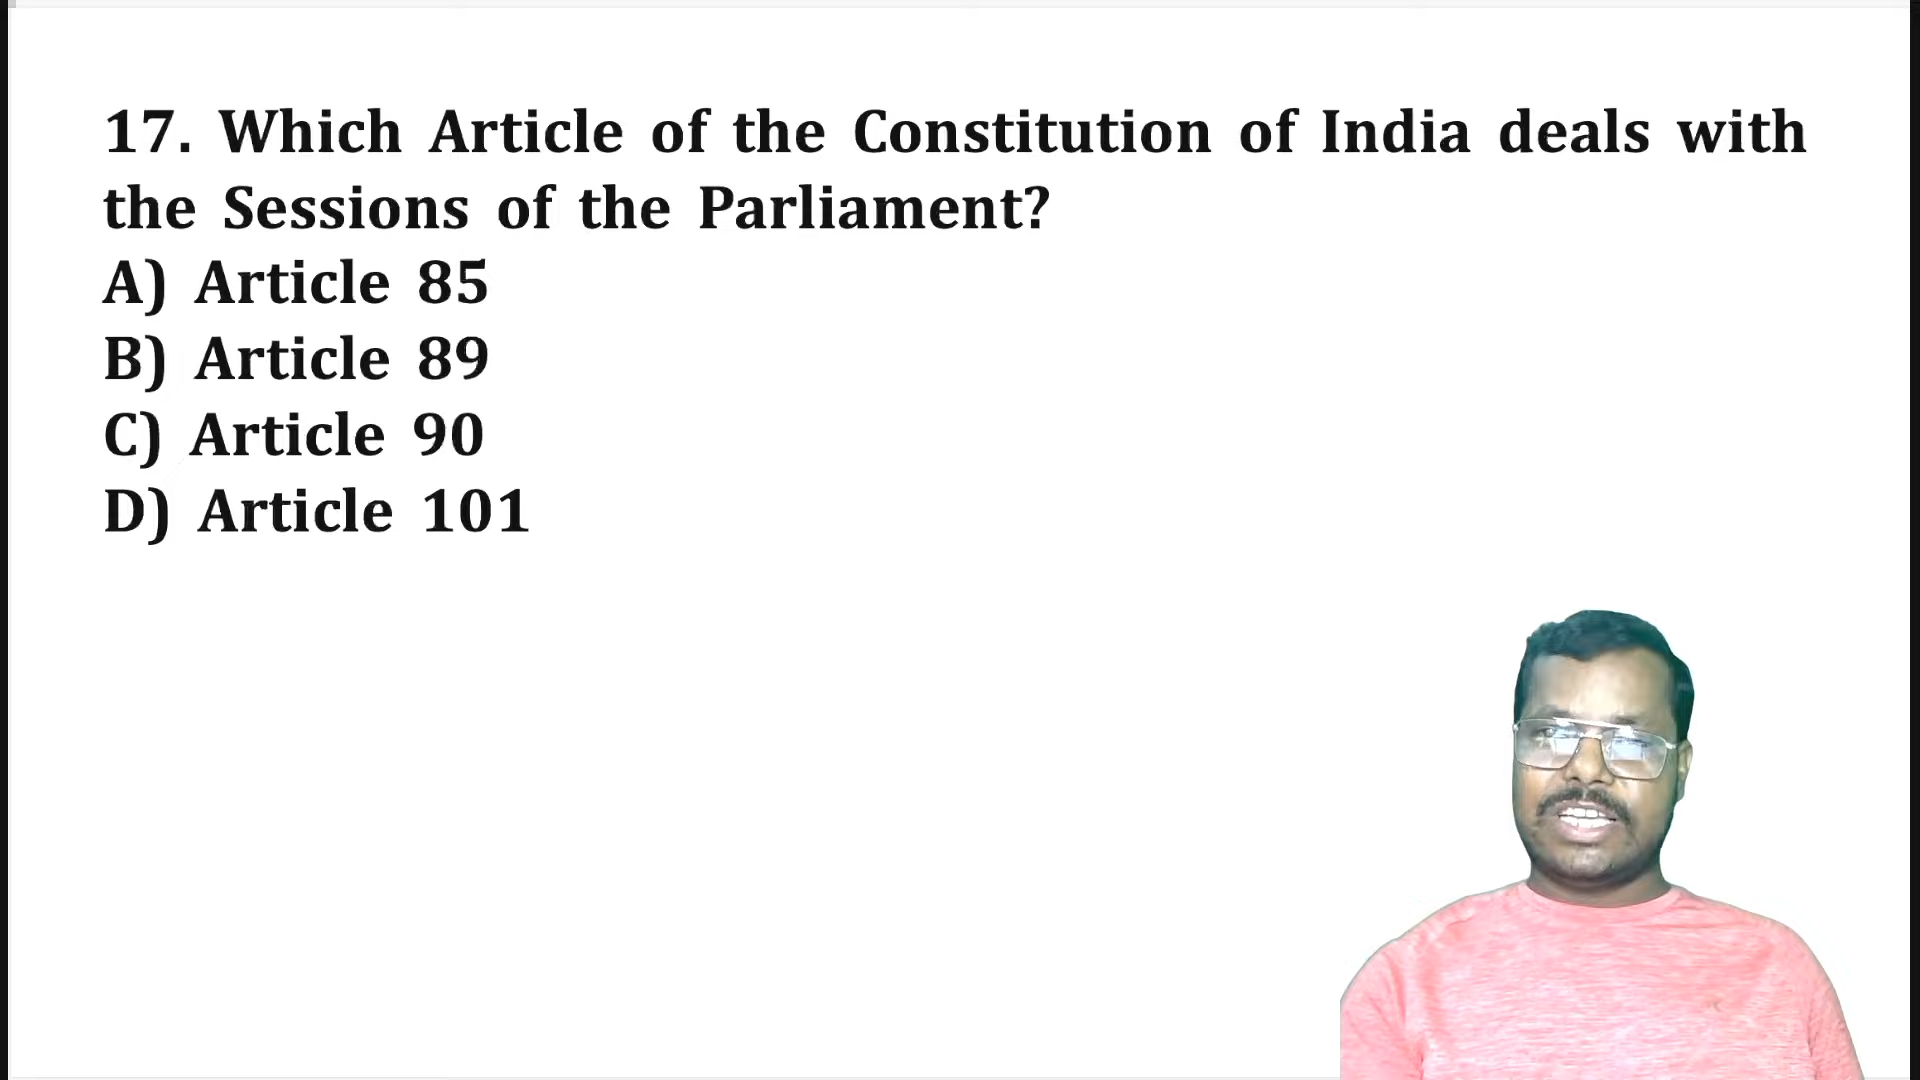 17. Which Article of the Constitution of India deals with
the Sessions of the Parliament?
A) Article 85
B) Article 89
C) Article 90
D) Article 101